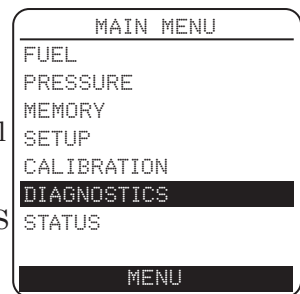 MAIN MENU
FUEL
PRESSURE
MEMORY
SETUP
CALIBRATION
DIAGNOSTICS
STATUS
MENU